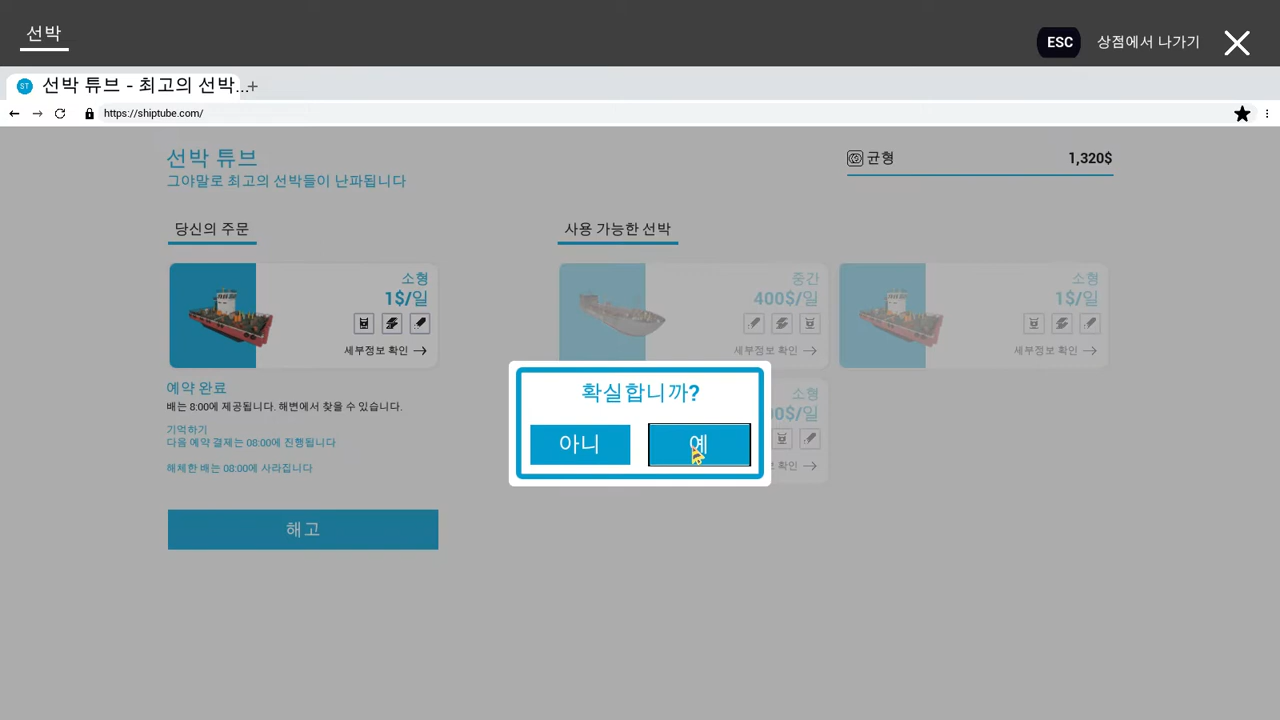 선박
ESC 상점에서 나가기
ST 선박 튜브 - 최고의 선박...
https://shiptube.com/
선박 튜브
그야말로 최고의 선박들이 난파됩니다
균형 1,320$
당신의 주문
사용 가능한 선박
소형
1$/일
세부정보 확인
중간
400$/일
세부정보 확인
소형
1$/일
세부정보 확인
예약 완료
배는 8:00에 제공됩니다. 해변에서 찾을 수 있습니다.
기억하기
다음 예약 결제는 08:00에 진행됩니다
해체한 배는 08:00에 사라집니다
해고
소형
확인
확실합니까?
아니
예